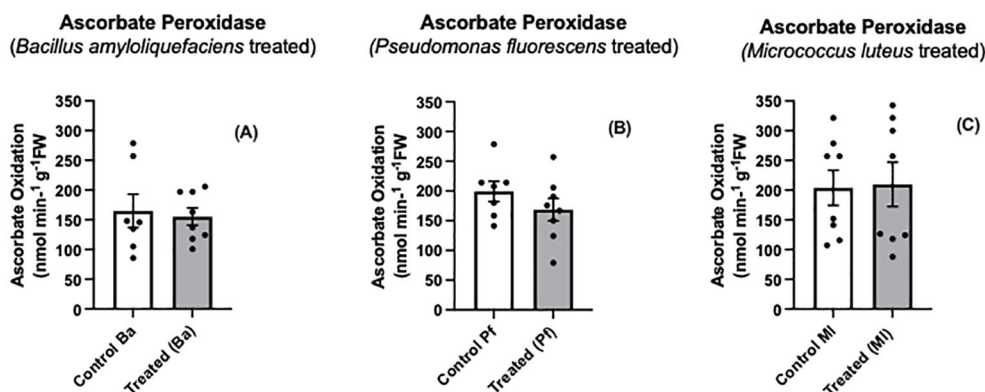 Ascorbate Peroxidase
(Bacillus amyloliquefaciens treated)
Ascorbate Oxidation
(nmol min-¹ g-¹FW
350
300
250
200
150
100
50
0
(A)
Control Ba
Treated (Ba)
Ascorbate Peroxidase
(Pseudomonas fluorescens treated)
Ascorbate Oxidation
(nmol min-¹ g-¹FW)
350
300
250
200
150
100
50
0
(B)
Control Pf
Treated (Pf)
Ascorbate Peroxidase
(Micrococcus luteus treated)
Ascorbate Oxidation
(nmol min-¹ g-¹FW)
350
300
250
200
150
100
50
0
(C)
Control Ml
Treated (Ml)